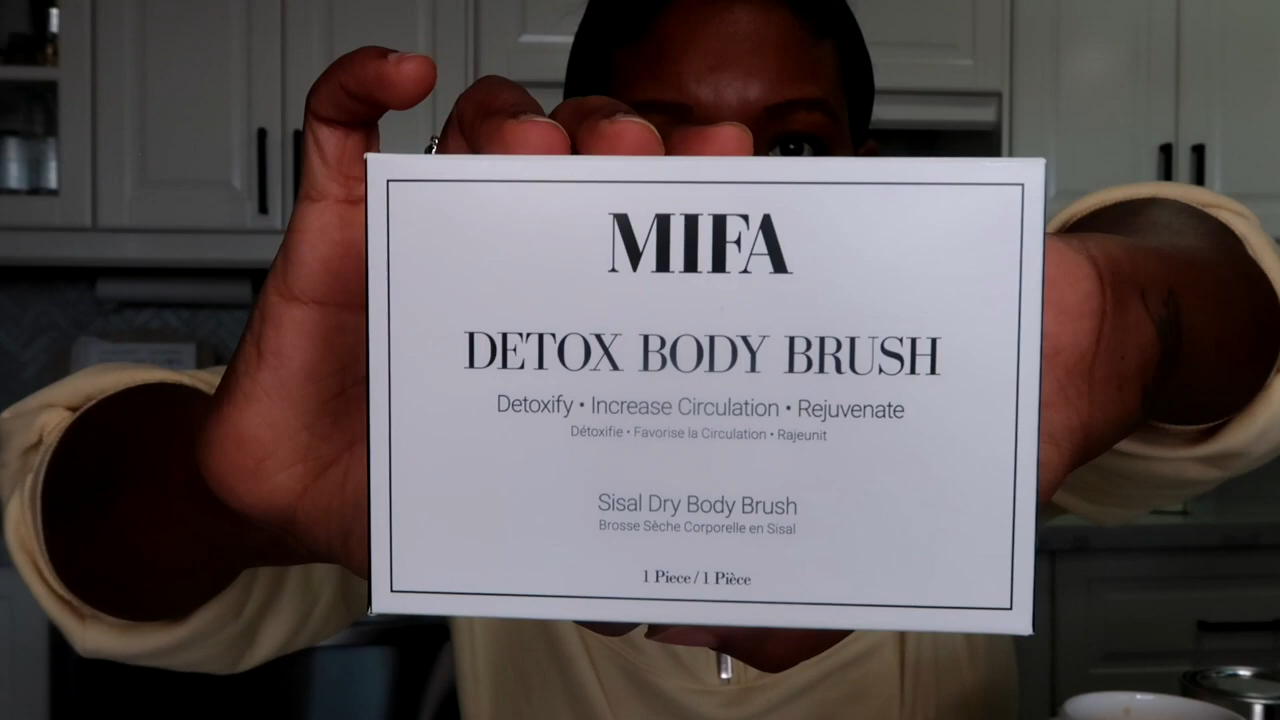 MIFA
DETOX BODY BRUSH
Detoxify • Increase Circulation • Rejuvenate
Détoxifie • Favorise la Circulation • Rajeunit
Sisal Dry Body Brush
Brosse Sèche Corporelle en Sisal
1 Piece / 1 Pièce